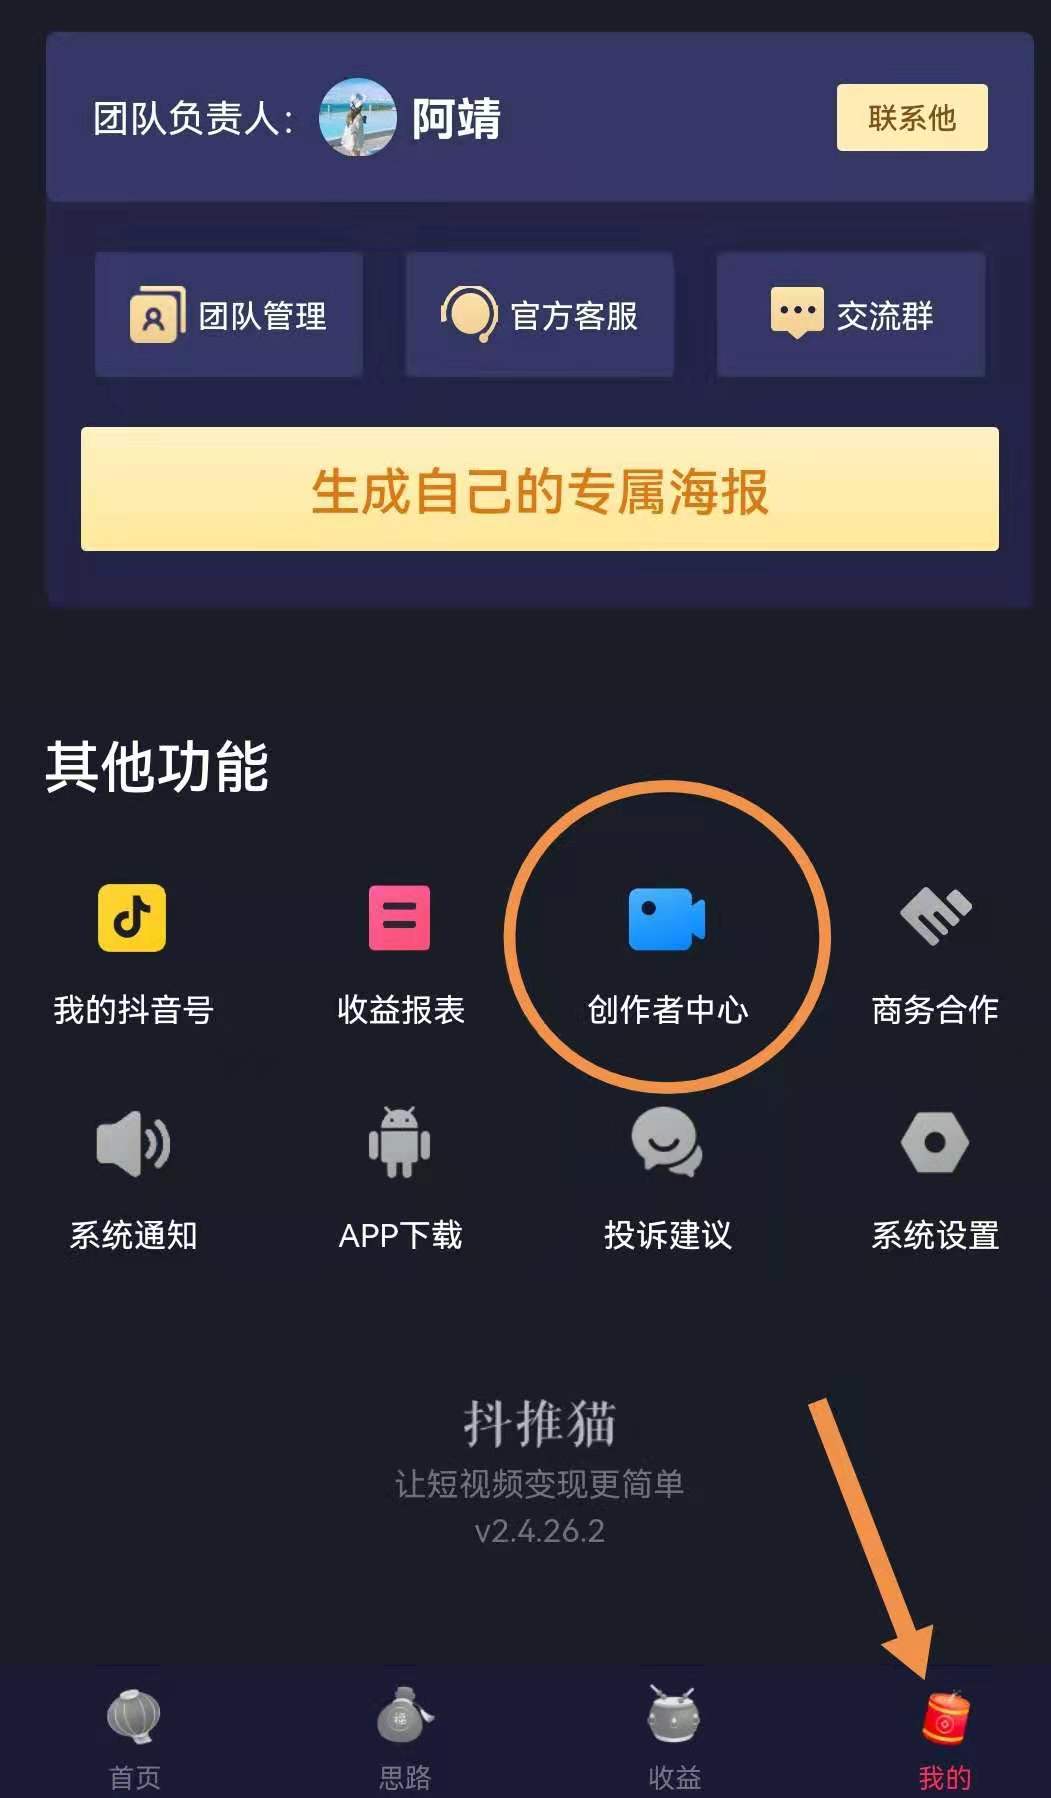 团队负责人：阿靖 联系他
团队管理 官方客服 交流群
生成自己的专属海报
其他功能
我的抖音号 收益报表 创作者中心 商务合作
系统通知 APP下载 投诉建议 系统设置
抖推猫
让短视频变现更简单
v2.4.26.2
福
首页 思路 收益 我的